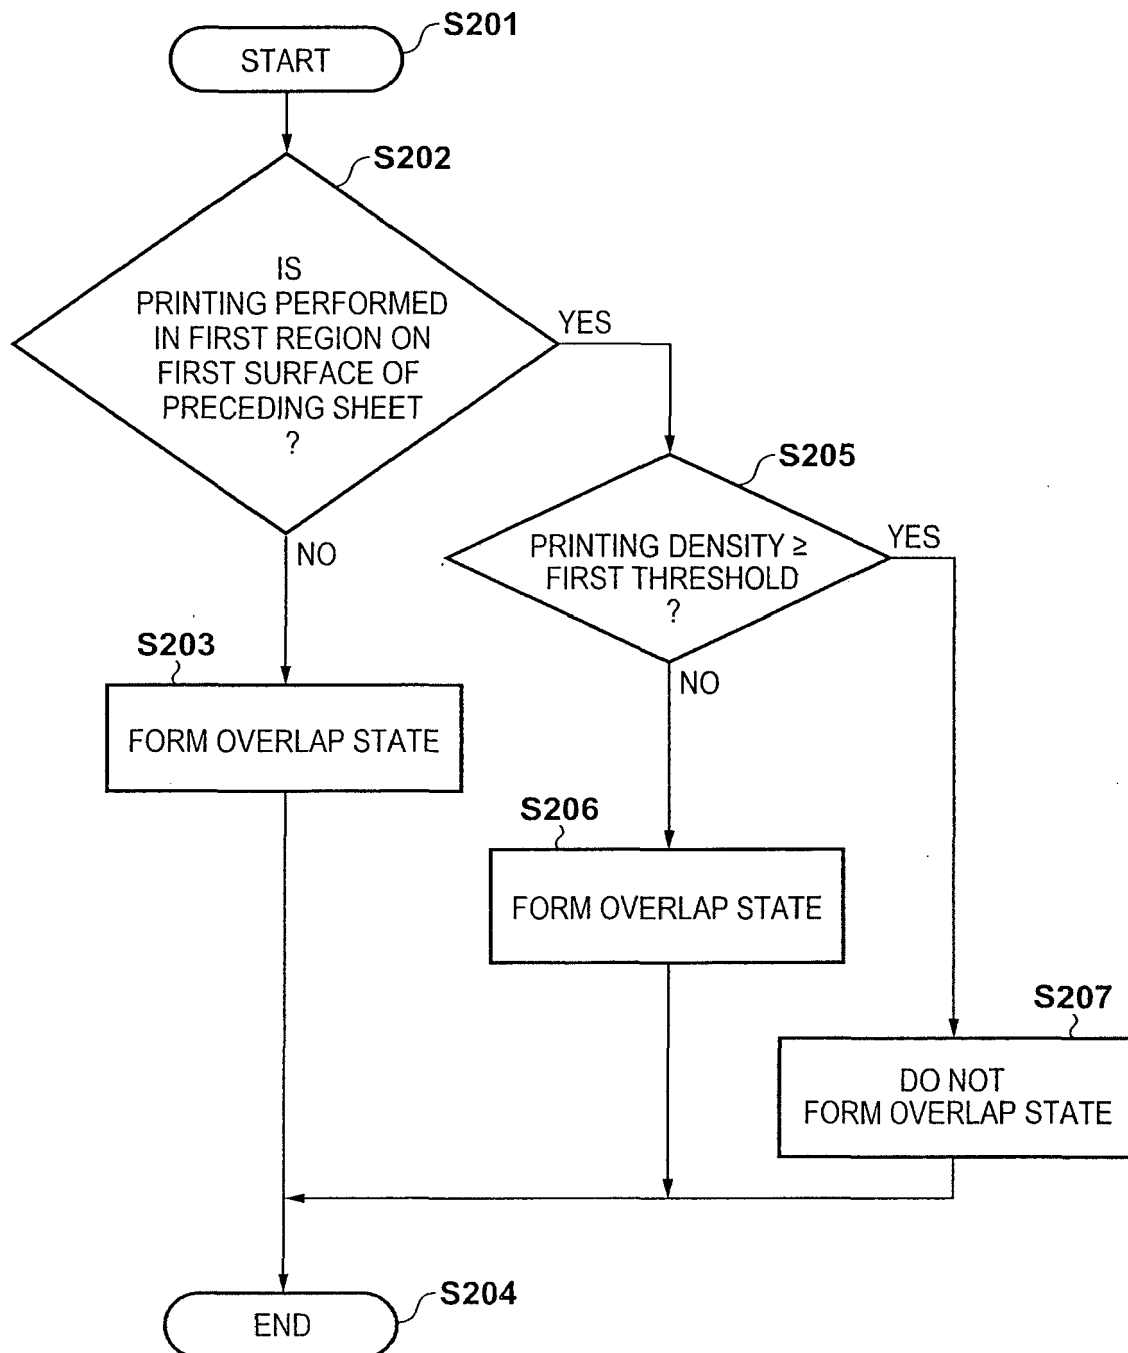 S201
START
S202
IS
PRINTING PERFORMED
IN FIRST REGION ON
FIRST SURFACE OF
PRECEDING SHEET
?
YES
NO
S205
PRINTING DENSITY ≥
FIRST THRESHOLD
?
YES
NO
S203
FORM OVERLAP STATE
S206
FORM OVERLAP STATE
S207
DO NOT
FORM OVERLAP STATE
S204
END